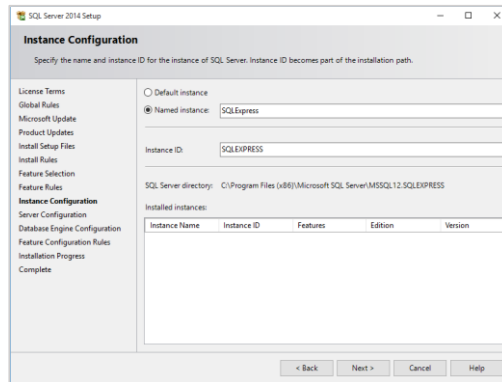 SQL Server 2014 Setup
Instance Configuration
Specify the name and instance ID for the instance of SQL Server. Instance ID becomes part of the installation path.
License Terms
Global Rules
Microsoft Update
Product Updates
Install Setup Files
Install Rules
Feature Selection
Feature Rules
Instance Configuration
Server Configuration
Database Engine Configuration
Feature Configuration Rules
Installation Progress
Complete
Default instance
Named instance: SQLExpress
Instance ID: SQLEXPRESS
SQL Server directory: C:\Program Files (x86)\Microsoft SQL Server\MSSQL12.SQLEXPRESS
Installed instances:
Instance Name Instance ID Features Edition Version
< Back Next > Cancel Help